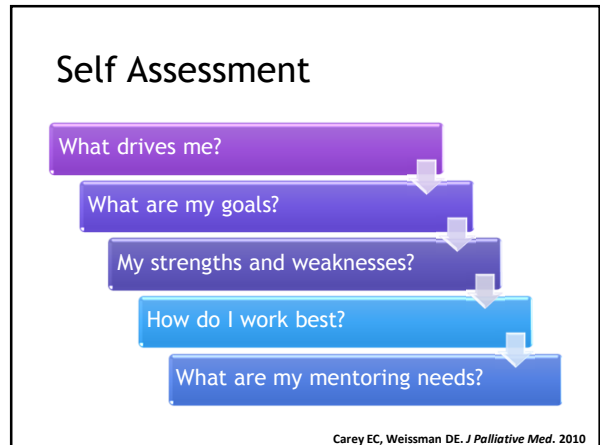 Self Assessment
What drives me?
What are my goals?
My strengths and weaknesses?
How do I work best?
What are my mentoring needs?
Carey EC, Weissman DE. J Palliative Med. 2010